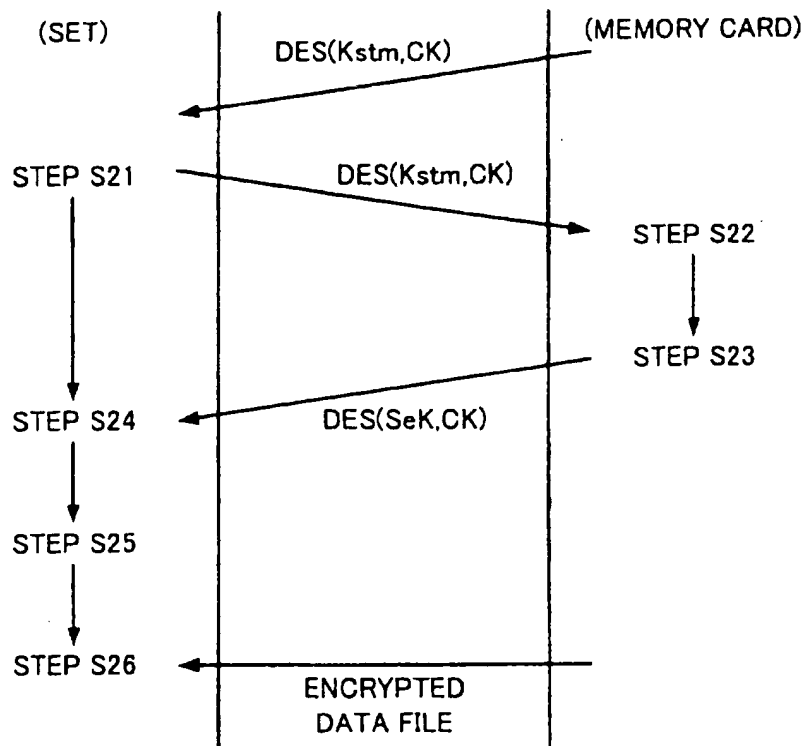 (SET)
(MEMORY CARD)
DES(Kstm,CK)
STEP S21
DES(Kstm,CK)
STEP S22
STEP S23
STEP S24
DES(SeK,CK)
STEP S25
STEP S26
ENCRYPTED
DATA FILE